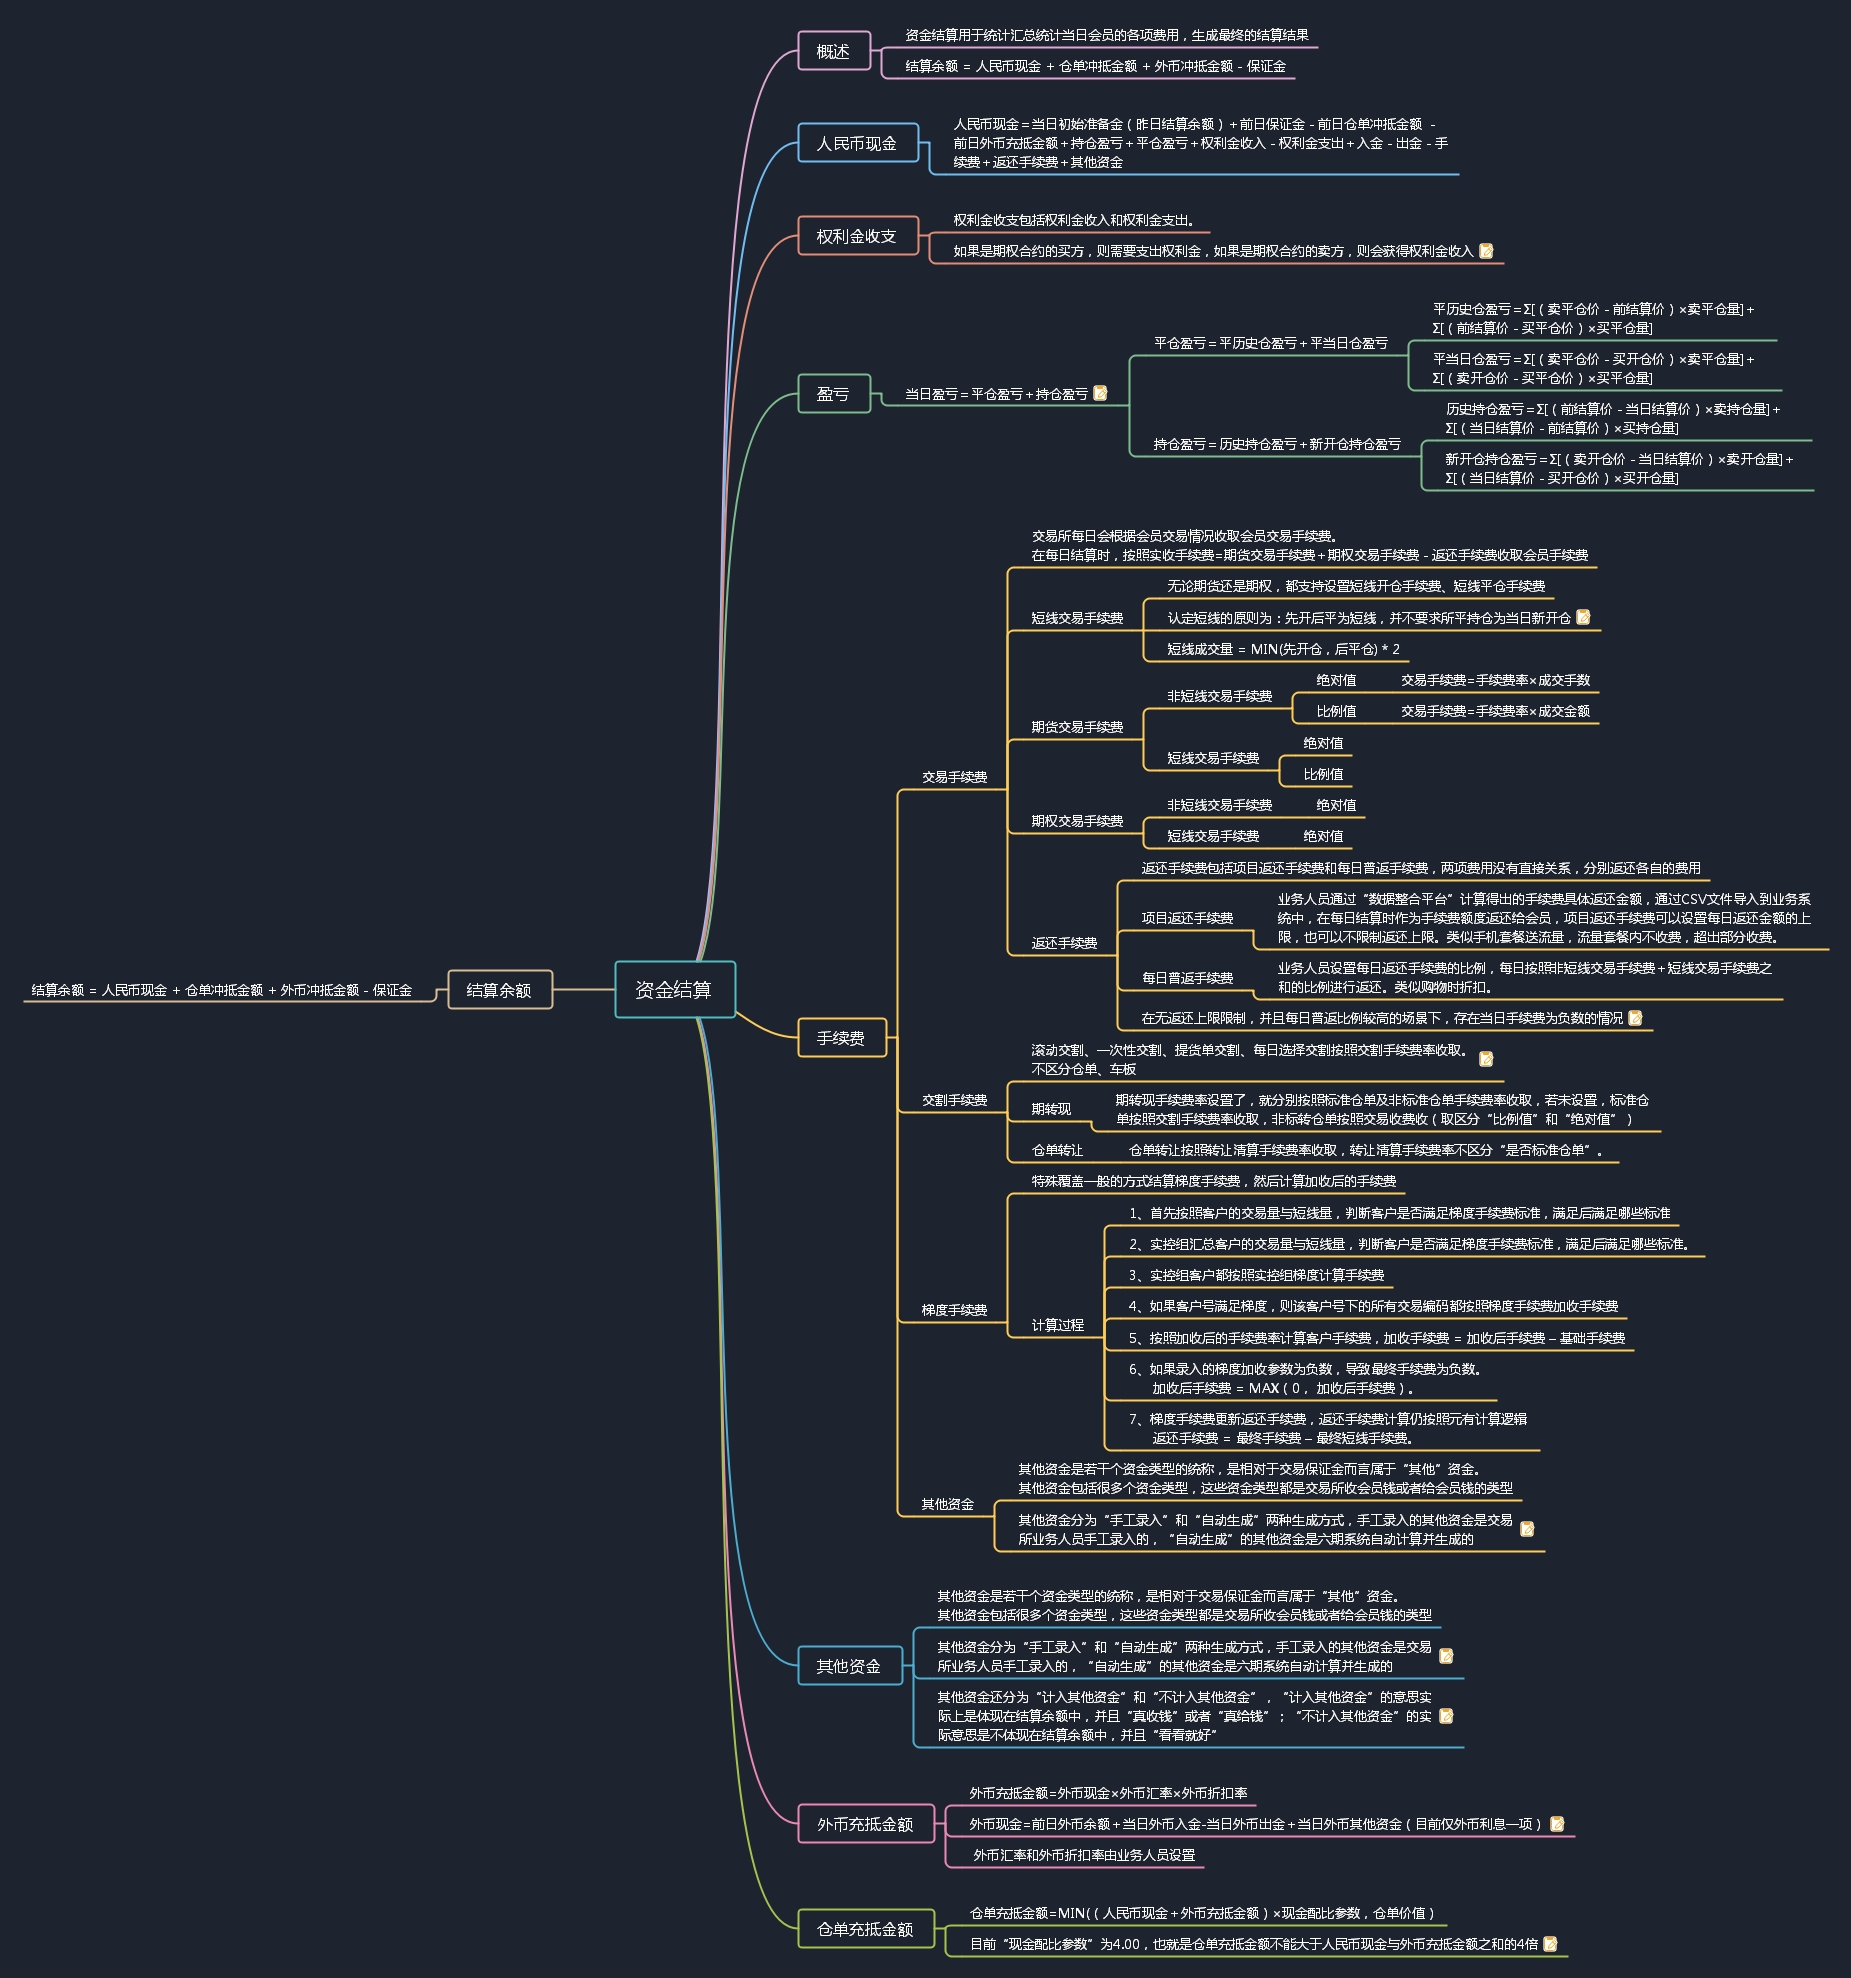 概述
资金结算用于统计汇总统计当日会员的各项费用，生成最终的结算结果
结算余额 = 人民币现金 + 仓单冲抵金额 + 外币冲抵金额 - 保证金
人民币现金
人民币现金＝当日初始准备金（昨日结算余额）＋前日保证金－前日仓单冲抵金额 －
前日外币充抵金额＋持仓盈亏＋平仓盈亏＋权利金收入－权利金支出＋入金－出金－手
续费＋返还手续费＋其他资金
权利金收支
权利金收支包括权利金收入和权利金支出。
如果是期权合约的买方，则需要支出权利金，如果是期权合约的卖方，则会获得权利金收入
盈亏
当日盈亏＝平仓盈亏＋持仓盈亏
平仓盈亏＝平历史仓盈亏＋平当日仓盈亏
平历史仓盈亏＝Σ[（卖平仓价－前结算价）×卖平仓量]＋
Σ[（前结算价－买平仓价）×买平仓量]
平当日仓盈亏＝Σ[（卖平仓价－买开仓价）×卖平仓量]＋
Σ[（卖开仓价－买平仓价）×买平仓量]
持仓盈亏＝历史持仓盈亏＋新开仓持仓盈亏
历史持仓盈亏＝Σ[（前结算价－当日结算价）×卖持仓量]＋
Σ[（当日结算价－前结算价）×买持仓量]
新开仓持仓盈亏＝Σ[（卖开仓价－当日结算价）×卖开仓量]＋
Σ[（当日结算价－买开仓价）×买开仓量]
资金结算
结算余额
结算余额 = 人民币现金 + 仓单冲抵金额 + 外币冲抵金额 - 保证金
手续费
交易手续费
交易所每日会根据会员交易情况收取会员交易手续费。
在每日结算时，按照实收手续费=期货交易手续费＋期权交易手续费－返还手续费收取会员手续费
短线交易手续费
无论期货还是期权，都支持设置短线开仓手续费、短线平仓手续费
认定短线的原则为：先开后平为短线，并不要求所平持仓为当日新开仓
短线成交量 = MIN(先开仓，后平仓) * 2
期货交易手续费
非短线交易手续费
绝对值
交易手续费=手续费率×成交手数
比例值
交易手续费=手续费率×成交金额
短线交易手续费
绝对值
比例值
期权交易手续费
非短线交易手续费
绝对值
短线交易手续费
绝对值
返还手续费
返还手续费包括项目返还手续费和每日普返手续费，两项费用没有直接关系，分别返还各自的费用
项目返还手续费
业务人员通过“数据整合平台”计算得出的手续费具体返还金额，通过CSV文件导入到业务系
统中，在每日结算时作为手续费额度返还给会员，项目返还手续费可以设置每日返还金额的上
限，也可以不限制返还上限。类似手机套餐送流量，流量套餐内不收费，超出部分收费。
每日普返手续费
业务人员设置每日返还手续费的比例，每日按照非短线交易手续费＋短线交易手续费之
和的比例进行返还。类似购物时折扣。
在无返还上限限制，并且每日普返比例较高的场景下，存在当日手续费为负数的情况
交割手续费
滚动交割、一次性交割、提货单交割、每日选择交割按照交割手续费率收取。
不区分仓单、车板
期转现
期转现手续费率设置了，就分别按照标准仓单及非标准仓单手续费率收取，若未设置，标准仓
单按照交割手续费率收取，非标转仓单按照交易收费收（取区分“比例值”和“绝对值”）
仓单转让
仓单转让按照转让清算手续费率收取，转让清算手续费率不区分“是否标准仓单”。
梯度手续费
特殊覆盖一般的方式结算梯度手续费，然后计算加收后的手续费
计算过程
1、首先按照客户的交易量与短线量，判断客户是否满足梯度手续费标准，满足后满足哪些标准
2、实控组汇总客户的交易量与短线量，判断客户是否满足梯度手续费标准，满足后满足哪些标准。
3、实控组客户都按照实控组梯度计算手续费
4、如果客户号满足梯度，则该客户号下的所有交易编码都按照梯度手续费加收手续费
5、按照加收后的手续费率计算客户手续费，加收手续费 = 加收后手续费 – 基础手续费
6、如果录入的梯度加收参数为负数，导致最终手续费为负数。
加收后手续费 = MAX（0， 加收后手续费）。
7、梯度手续费更新返还手续费，返还手续费计算仍按照元有计算逻辑
返还手续费 = 最终手续费 – 最终短线手续费。
其他资金
其他资金是若干个资金类型的统称，是相对于交易保证金而言属于“其他”资金。
其他资金包括很多个资金类型，这些资金类型都是交易所收会员钱或者给会员钱的类型
其他资金分为“手工录入”和“自动生成”两种生成方式，手工录入的其他资金是交易
所业务人员手工录入的，“自动生成”的其他资金是六期系统自动计算并生成的
其他资金
其他资金是若干个资金类型的统称，是相对于交易保证金而言属于“其他”资金。
其他资金包括很多个资金类型，这些资金类型都是交易所收会员钱或者给会员钱的类型
其他资金分为“手工录入”和“自动生成”两种生成方式，手工录入的其他资金是交易
所业务人员手工录入的，“自动生成”的其他资金是六期系统自动计算并生成的
其他资金还分为“计入其他资金”和“不计入其他资金”，“计入其他资金”的意思实
际上是体现在结算余额中，并且“真收钱”或者“真给钱”；“不计入其他资金”的实
际意思是不体现在结算余额中，并且“看看就好”
外币充抵金额
外币充抵金额=外币现金×外币汇率×外币折扣率
外币现金=前日外币余额＋当日外币入金-当日外币出金＋当日外币其他资金（目前仅外币利息一项）
外币汇率和外币折扣率由业务人员设置
仓单充抵金额
仓单充抵金额=MIN(（人民币现金＋外币充抵金额）×现金配比参数，仓单价值）
目前“现金配比参数”为4.00，也就是仓单充抵金额不能大于人民币现金与外币充抵金额之和的4倍